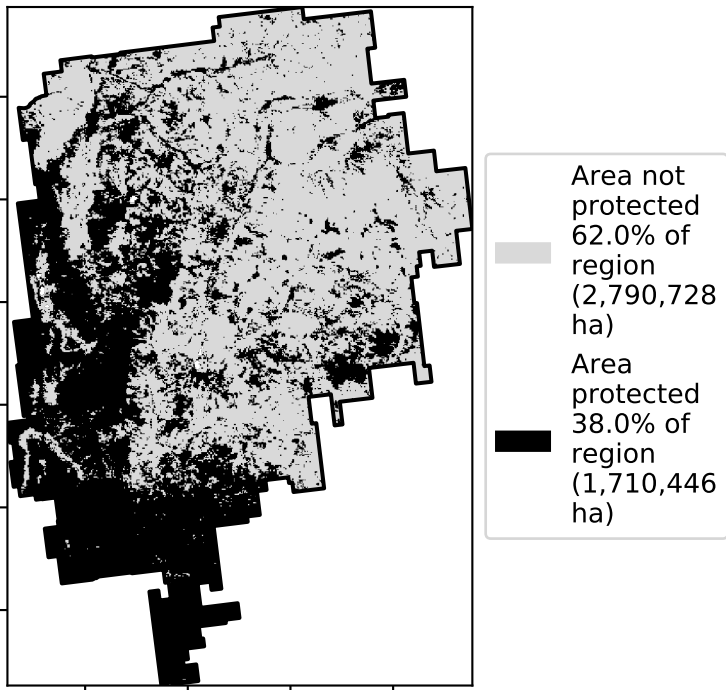 Area not
protected
62.0% of
region
(2,790,728
ha)
Area
protected
38.0% of
region
(1,710,446
ha)